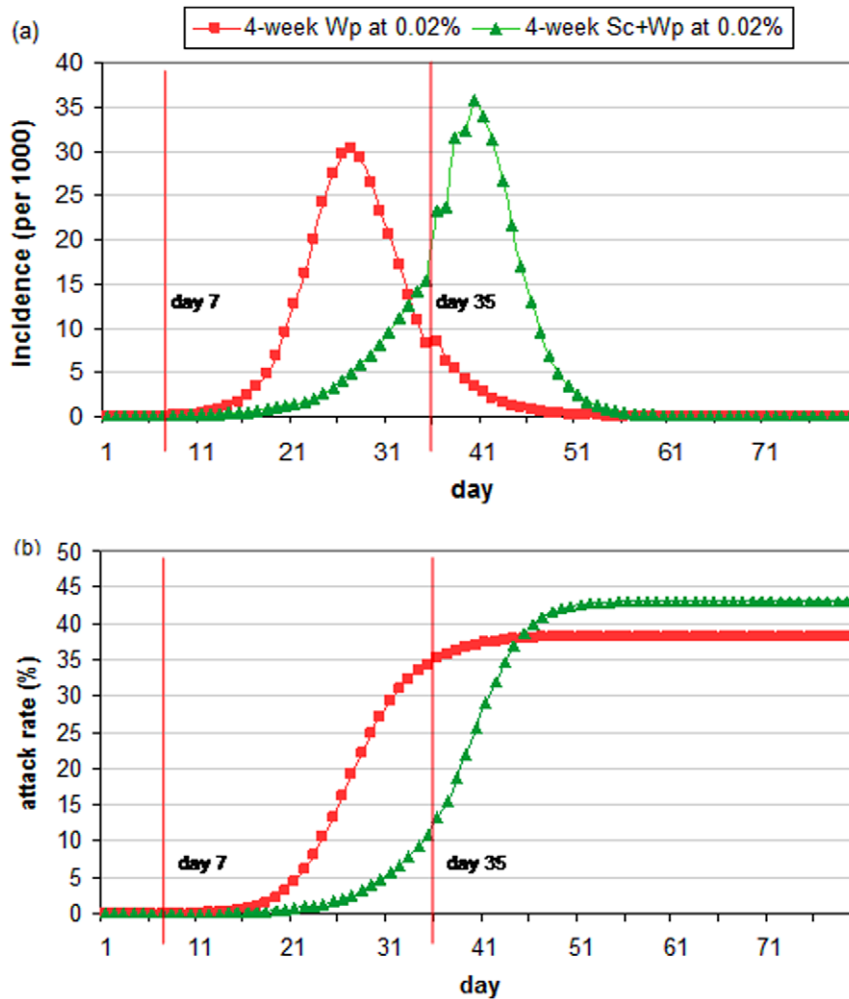 (a)
4-week Wp at 0.02% 4-week Sc+Wp at 0.02%
40
35
30
25
20
15
10
5
0
Incidence (per 1000)
day 7
day 35
1 11 21 31 41 51 61 71
day
(b)
50
45
40
35
30
25
20
15
10
5
0
attack rate (%)
day 7
day 35
1 11 21 31 41 51 61 71
day